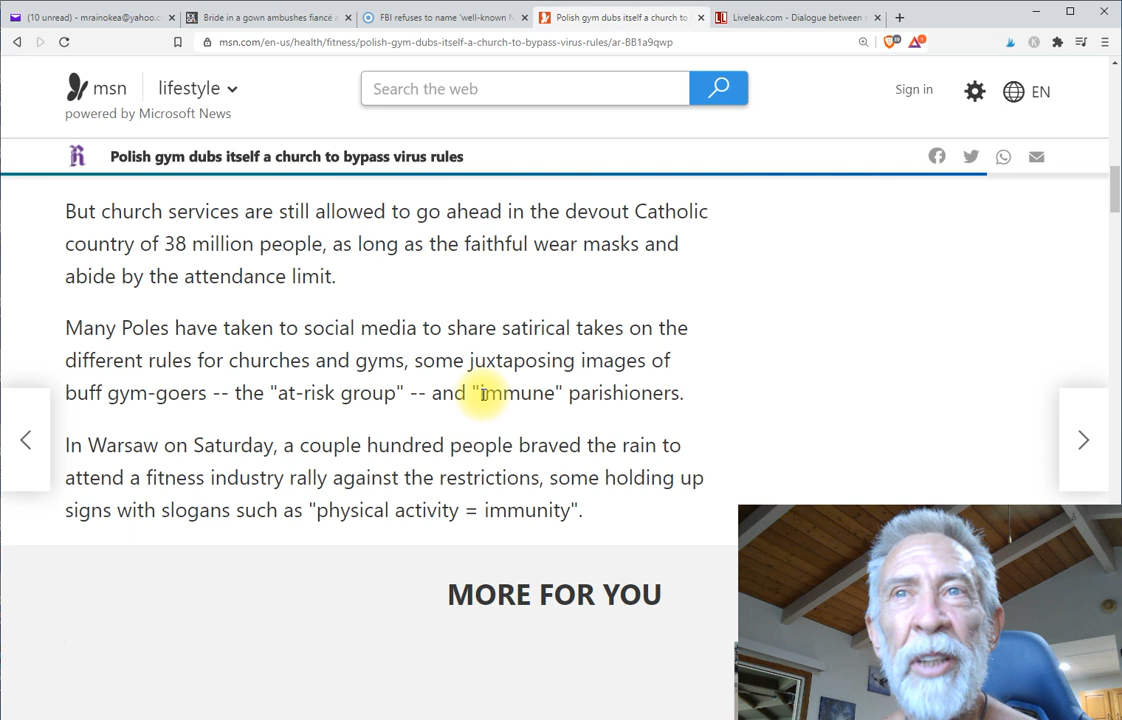 (10 unread) - mrainokea@yahoo.c
Bride in a gown ambushes fiancé a
FBI refuses to name 'well-known N
Polish gym dubs itself a church to
Liveleak.com - Dialogue between
msn.com/en-us/health/fitness/polish-gym-dubs-itself-a-church-to-bypass-virus-rules/ar-BB1a9qwp
msn
lifestyle
powered by Microsoft News
Search the web
Sign in
EN
Polish gym dubs itself a church to bypass virus rules
But church services are still allowed to go ahead in the devout Catholic
country of 38 million people, as long as the faithful wear masks and
abide by the attendance limit.
Many Poles have taken to social media to share satirical takes on the
different rules for churches and gyms, some juxtaposing images of
buff gym-goers -- the "at-risk group" -- and "immune" parishioners.
In Warsaw on Saturday, a couple hundred people braved the rain to
attend a fitness industry rally against the restrictions, some holding up
signs with slogans such as "physical activity = immunity".
MORE FOR YOU